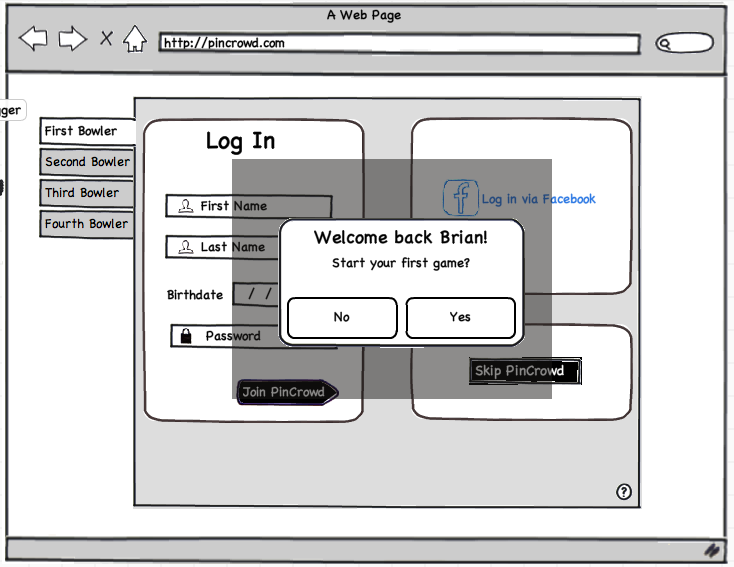 A Web Page
http://pincrowd.com
gger
First Bowler
Second Bowler
Third Bowler
Fourth Bowler
Log In
First Name
Last Name
Birthdate / /
Password
Join PinCrowd
Log in via Facebook
Welcome back Brian!
Start your first game?
No
Yes
Skip PinCrowd
?